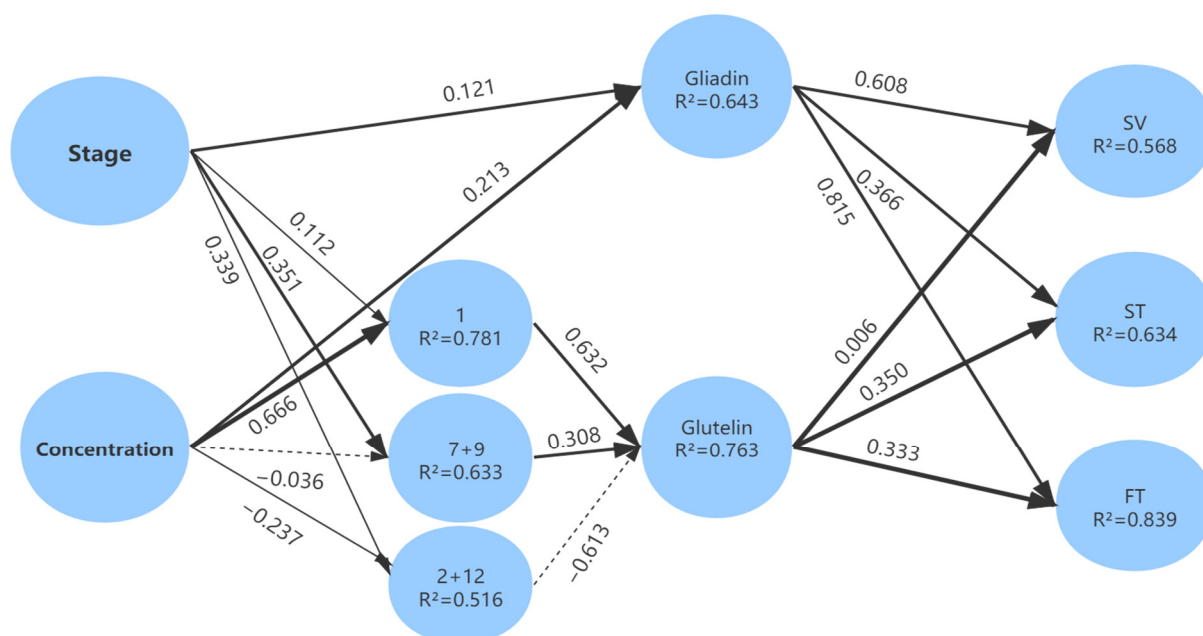 Stage
Concentration
0.121
0.213
0.112
0.351
0.339
0.666
−0.036
−0.237
1
R²=0.781
7+9
R²=0.633
2+12
R²=0.516
0.632
0.308
−0.613
Gliadin
R²=0.643
Glutelin
R²=0.763
0.608
0.366
0.815
0.006
0.350
0.333
SV
R²=0.568
ST
R²=0.634
FT
R²=0.839